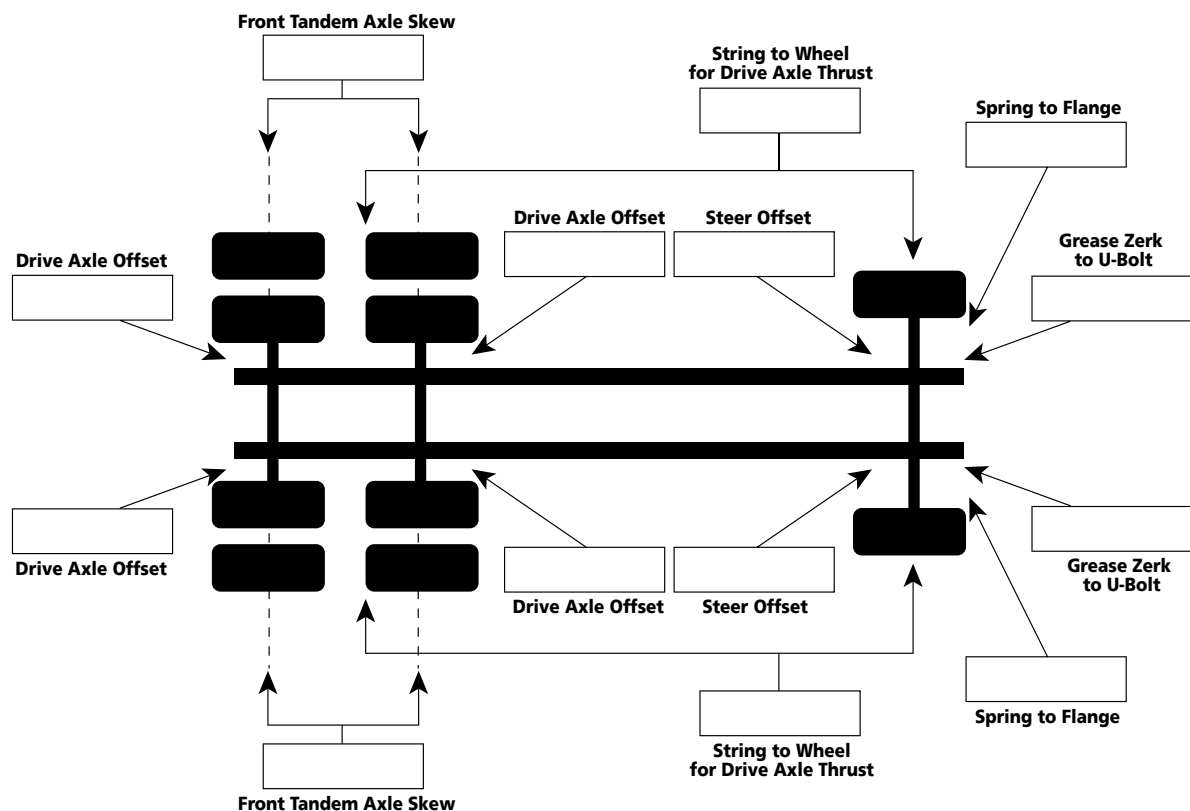 Front Tandem Axle Skew
String to Wheel
for Drive Axle Thrust
Spring to Flange
Drive Axle Offset
Steer Offset
Grease Zerk
to U-Bolt
Drive Axle Offset
Drive Axle Offset
Drive Axle Offset
Steer Offset
Grease Zerk
to U-Bolt
Spring to Flange
String to Wheel
for Drive Axle Thrust
Front Tandem Axle Skew